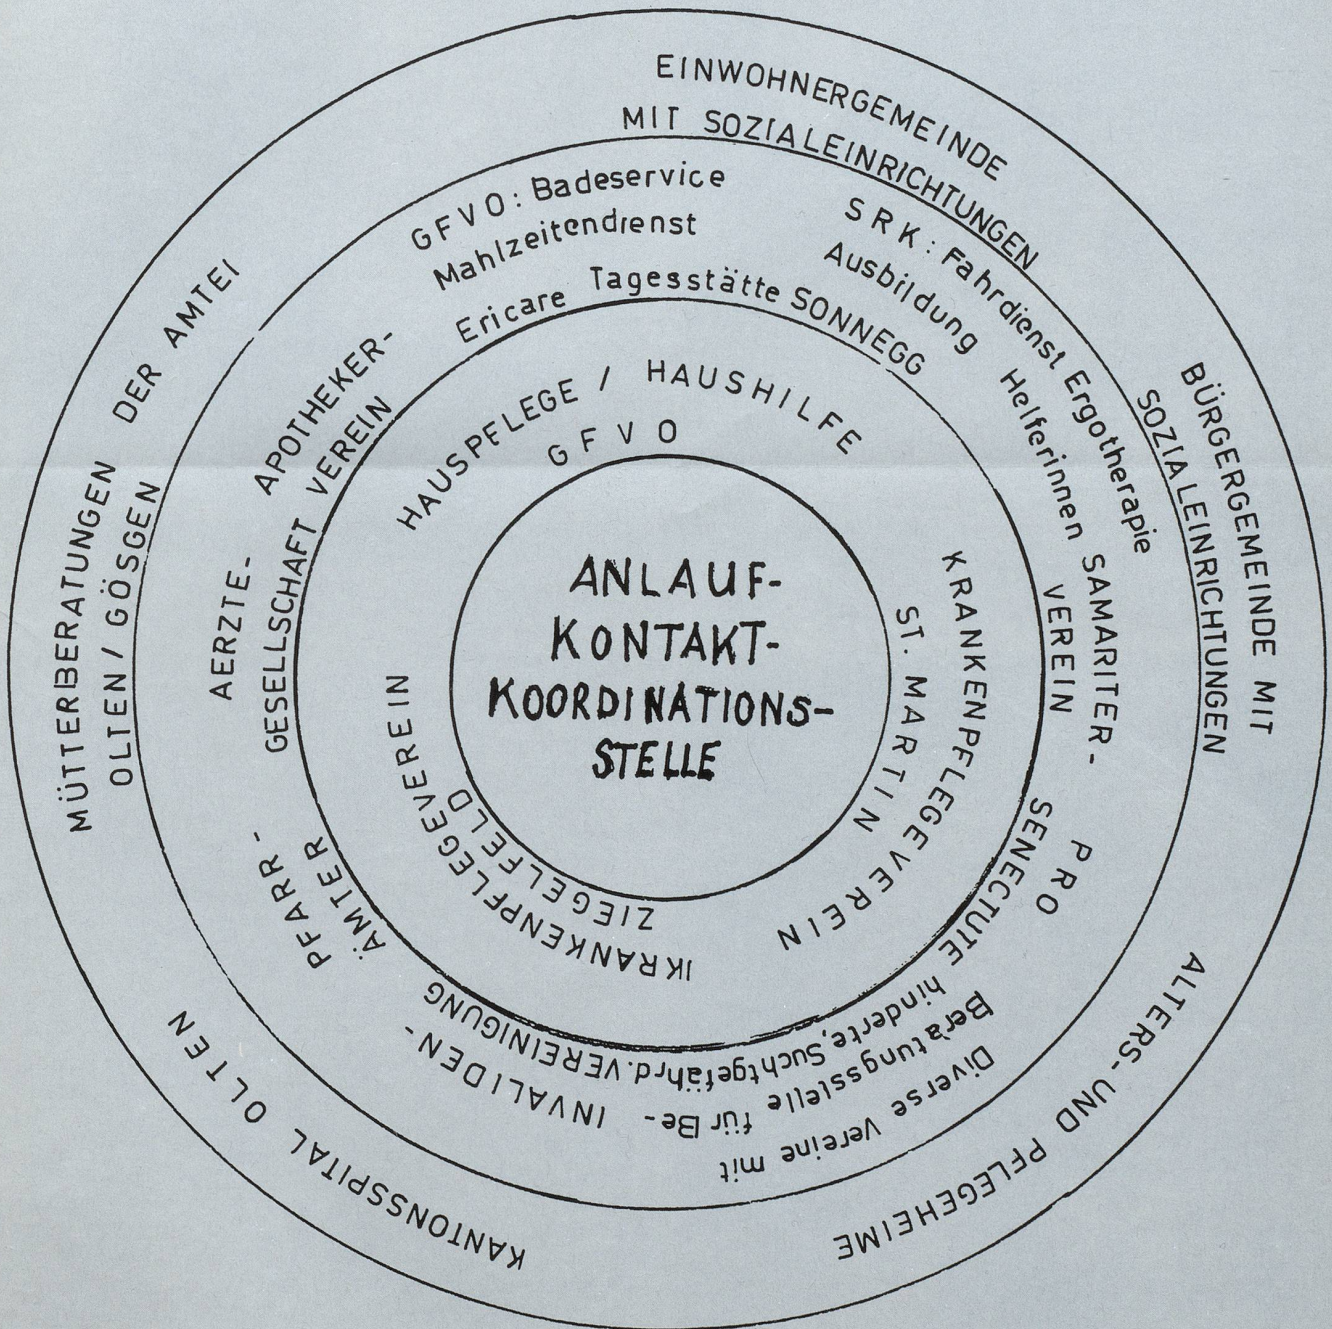 EINWOHNERGEMEINDE
MIT SOZIALEINRICHTUNGEN
BÜRGERGEMEINDE MIT
SOZIALEINRICHTUNGEN
ALTERS- UND PFLEGEHEIME
KANTONSSPITAL OLTEN
MÜTTERBERATUNGEN DER AMTEI
OLTEN / GÖSGEN
GFVO: Badeservice
Mahlzeitendienst
Ericare Tagesstätte SONNEGG
SRK: Fahrdienst Ergotherapie
Ausbildung Helferinnen
SAMARITER-
VEREIN
PRO
SENECTUTE
Diverse Vereine mit
Beratungsstelle für Be-
hinderte, Suchtgefährd.
INVALIDEN-
VEREINIGUNG
PFARR-
ÄMTER
AERZTE-
GESELLSCHAFT
APOTHEKER-
VEREIN
HAUSPFLEGE / HAUSHILFE
GFVO
KRANKENPFLEGEVEREIN
ST. MARTIN
KRANKENPFLEGEVEREIN
ZIEGELFELD
ANLAUF-
KONTAKT-
KOORDINATIONS-
STELLE